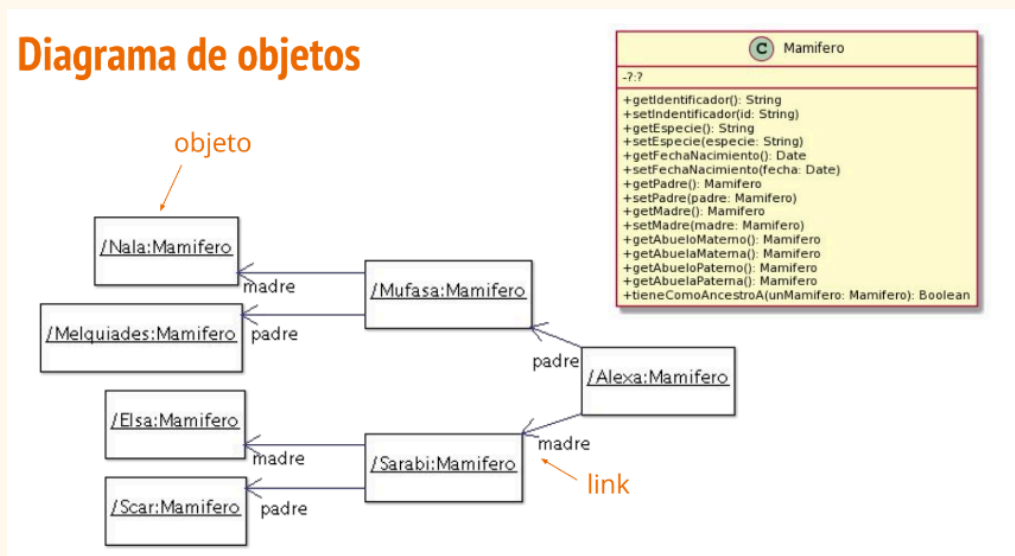 Diagrama de objetos
C Mamifero
-?:?
+getIdentificador(): String
+setIndentificador(id: String)
+getEspecie(): String
+setEspecie(especie: String)
+getFechaNacimiento(): Date
+setFechaNacimiento(fecha: Date)
+getPadre(): Mamifero
+setPadre(padre: Mamifero)
+getMadre(): Mamifero
+setMadre(madre: Mamifero)
+getAbueloMaterno(): Mamifero
+getAbuelaMaterna(): Mamifero
+getAbueloPaterno(): Mamifero
+getAbuelaPaterna(): Mamifero
+tieneComoAncestroA(unMamifero: Mamifero): Boolean
objeto
/Nala:Mamifero
madre
/Mufasa:Mamifero
/Melquiades:Mamifero
padre
padre
/Alexa:Mamifero
/Elsa:Mamifero
madre
/Sarabi:Mamifero
madre
link
/Scar:Mamifero
padre